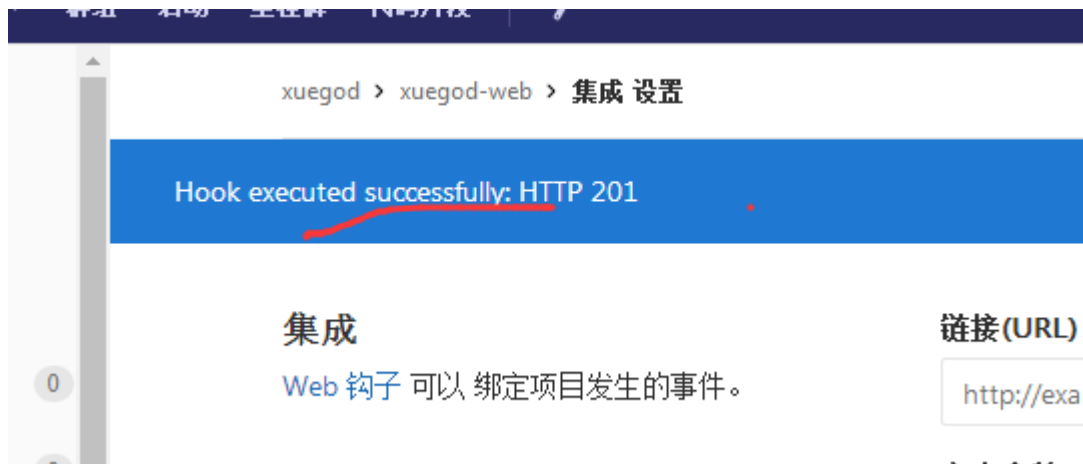 xuegod > xuegod-web > 集成 设置
Hook executed successfully: HTTP 201
集成
链接(URL)
Web 钩子 可以 绑定项目发生的事件。
http://exa
0